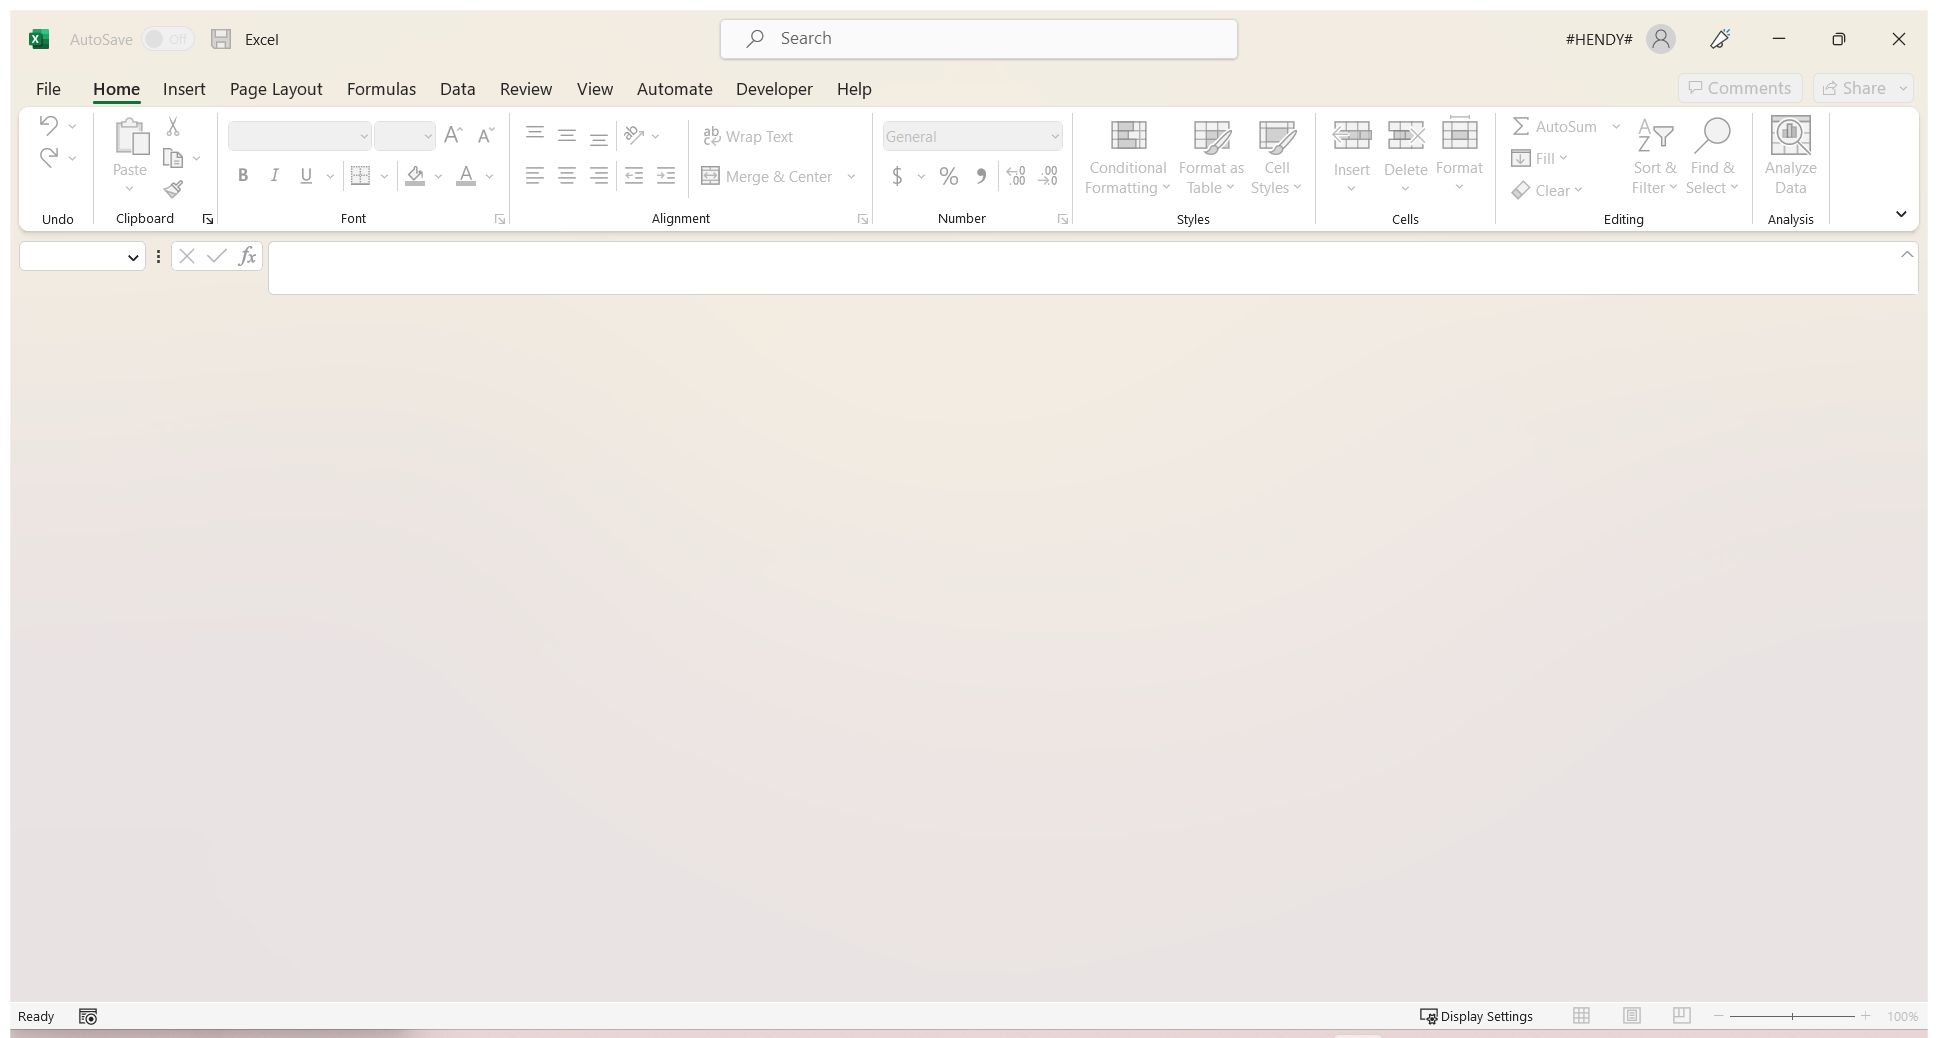 AutoSave Off Excel Search #HENDY#
File Home Insert Page Layout Formulas Data Review View Automate Developer Help Comments Share
Paste
Undo
Clipboard
B I U A
Font
Wrap Text
Merge & Center
Alignment
General
$ % , .00 .00
Number
Conditional Formatting
Format as Table
Cell Styles
Styles
Insert
Delete
Format
Cells
AutoSum
Fill
Clear
Sort & Filter
Find & Select
Editing
Analyze Data
Analysis
fx
Ready Display Settings 100%